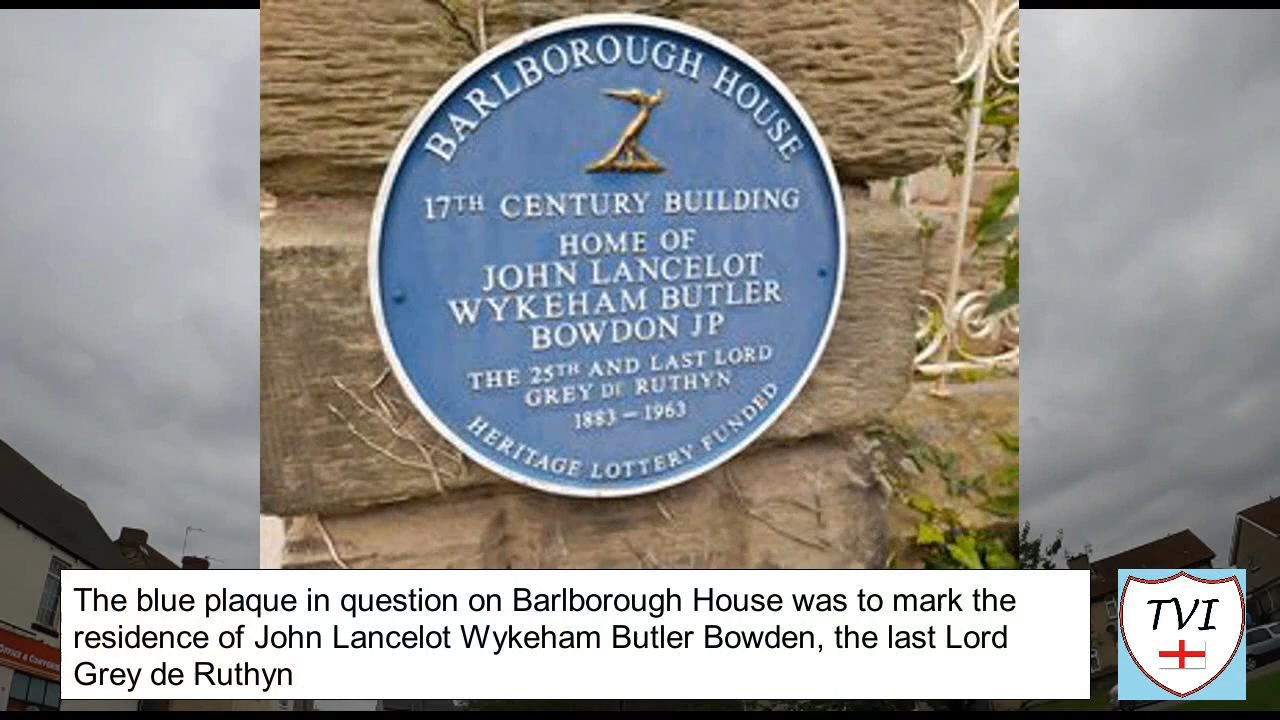 BARLBOROUGH HOUSE
17TH CENTURY BUILDING
HOME OF
JOHN LANCELOT
WYKEHAM BUTLER
BOWDON JP
THE 25TH AND LAST LORD
GREY DE RUTHYN
1883 – 1963
HERITAGE LOTTERY FUNDED
The blue plaque in question on Barlborough House was to mark the
residence of John Lancelot Wykeham Butler Bowden, the last Lord
Grey de Ruthyn
TVI